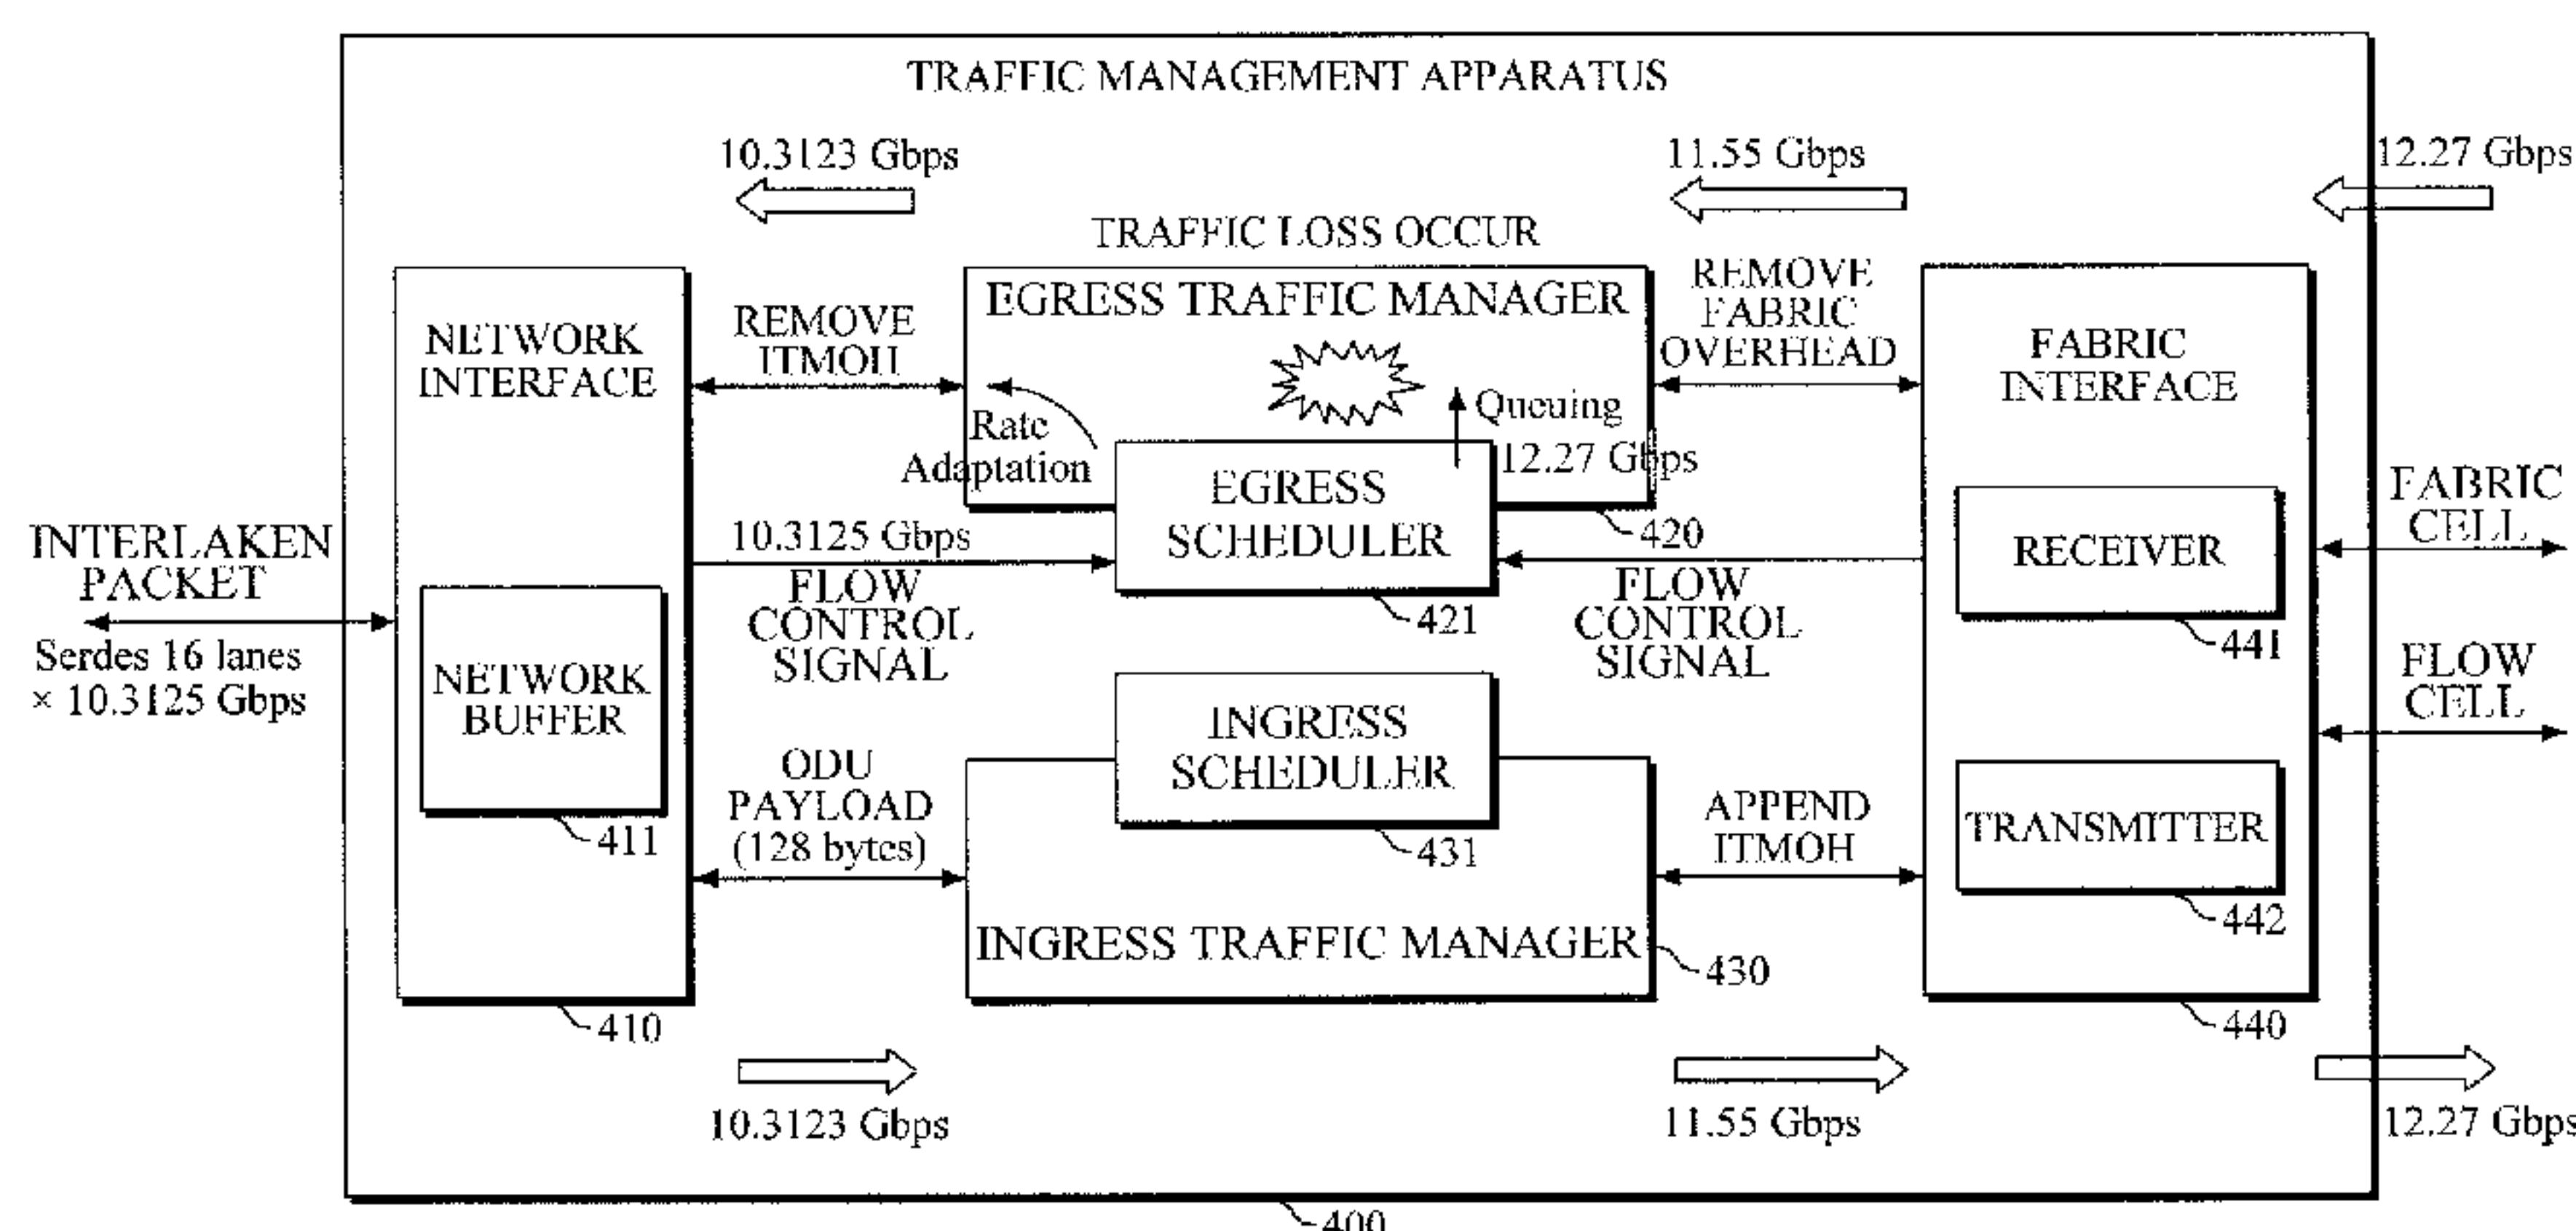 TRAFFIC MANAGEMENT APPARATUS
10.3123 Gbps
11.55 Gbps
12.27 Gbps
TRAFFIC LOSS OCCUR
NETWORK
INTERFACE
REMOVE
ITMOH
EGRESS TRAFFIC MANAGER
Rate
Adaptation
Queuing
12.27 Gbps
REMOVE
FABRIC
OVERHEAD
FABRIC
INTERFACE
EGRESS
SCHEDULER
420
421
INTERLAKEN
PACKET
Serdes 16 lanes
× 10.3125 Gbps
10.3125 Gbps
FLOW
CONTROL
SIGNAL
FLOW
CONTROL
SIGNAL
RECEIVER
441
FABRIC
CELL
FLOW
CELL
NETWORK
BUFFER
411
ODU
PAYLOAD
(128 bytes)
INGRESS
SCHEDULER
431
INGRESS TRAFFIC MANAGER
430
APPEND
ITMOH
TRANSMITTER
442
410
440
10.3123 Gbps
11.55 Gbps
12.27 Gbps
400